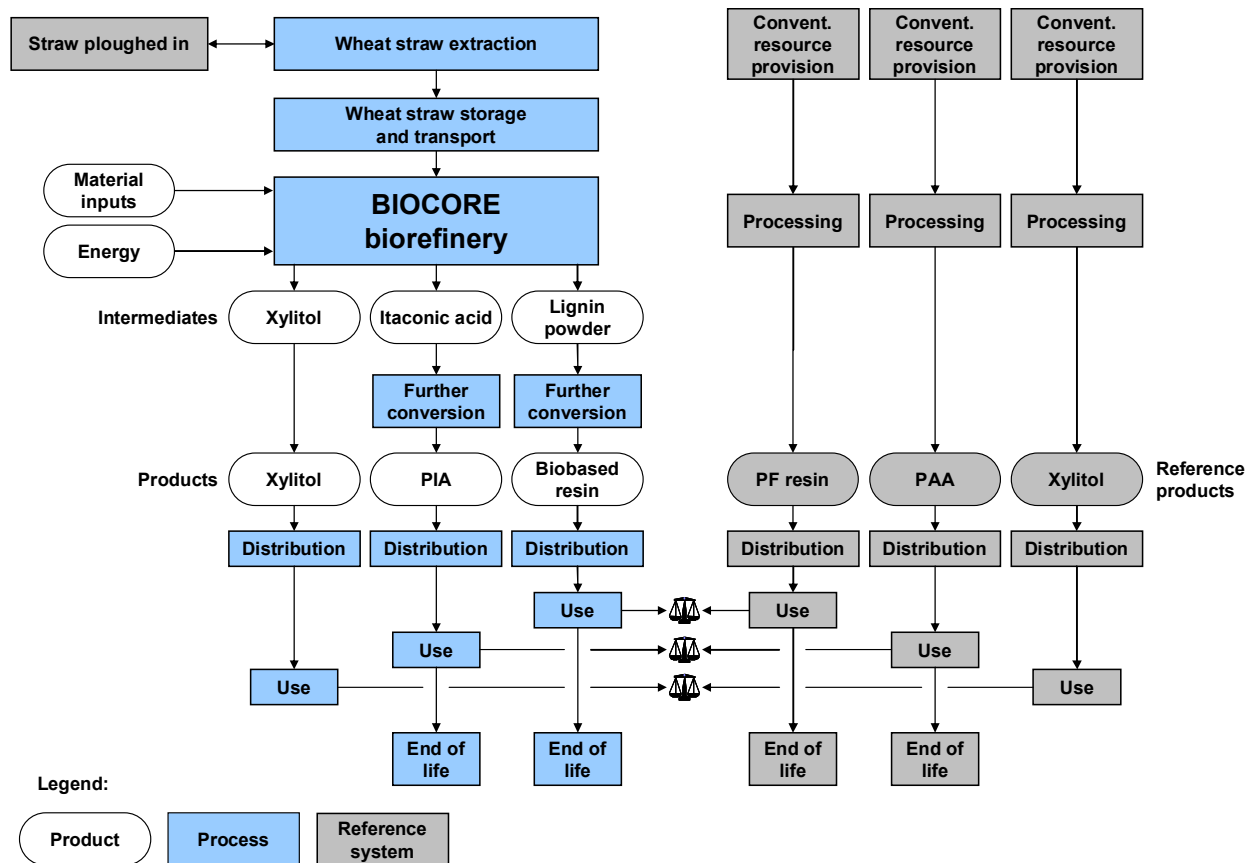 Straw ploughed in
Wheat straw extraction
Convent.
resource
provision
Convent.
resource
provision
Convent.
resource
provision
Wheat straw storage
and transport
Material
inputs
BIOCORE
biorefinery
Energy
Processing
Processing
Processing
Intermediates
Xylitol
Itaconic acid
Lignin
powder
Further
conversion
Further
conversion
Products
Xylitol
PIA
Biobased
resin
PF resin
PAA
Xylitol
Reference
products
Distribution
Distribution
Distribution
Distribution
Distribution
Distribution
Use
Use
Use
Use
Use
Use
End of
life
End of
life
End of
life
End of
life
Legend:
Product
Process
Reference
system